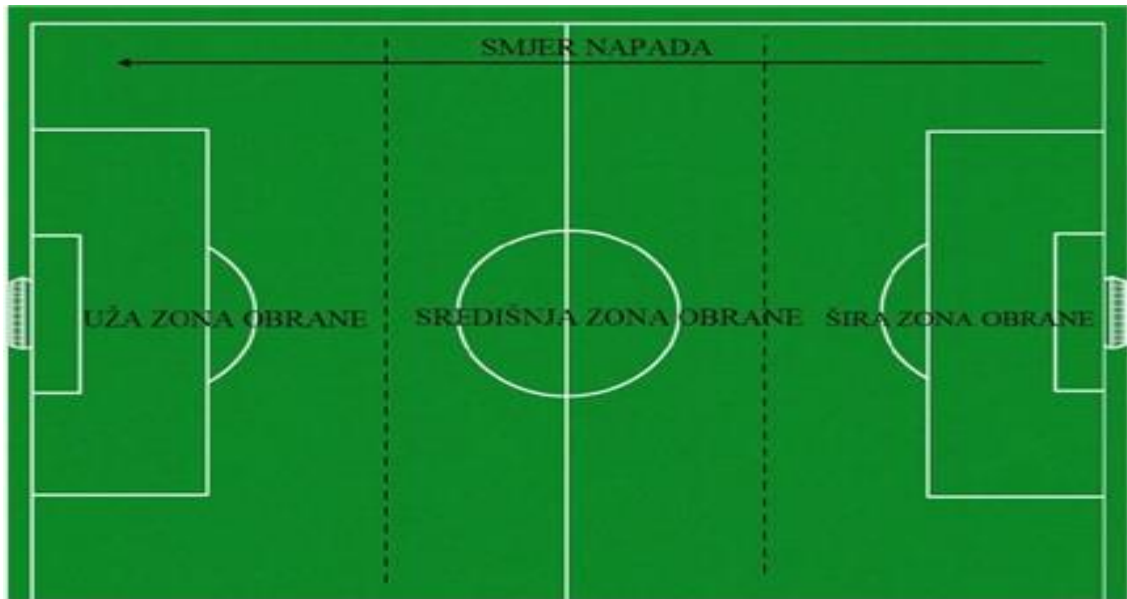 SMJER NAPADA
UŽA ZONA OBRANE
SREDIŠNJA ZONA OBRANE
ŠIRA ZONA OBRANE